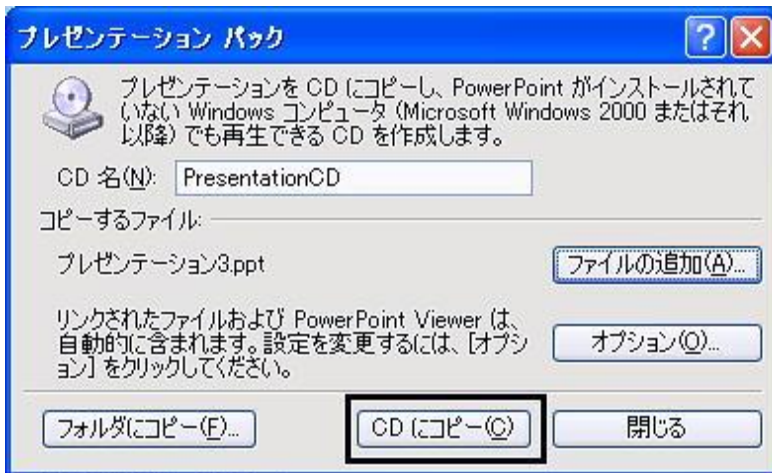 プレゼンテーション パック
プレゼンテーションを CD にコピーし、PowerPoint がインストールされて
いない Windows コンピュータ (Microsoft Windows 2000 またはそれ
以降) でも再生できる CD を作成します。
CD 名(N): PresentationCD
コピーするファイル:
プレゼンテーション3.ppt ファイルの追加(A)...
リンクされたファイルおよび PowerPoint Viewer は、
自動的に含まれます。設定を変更するには、[オプシ
ョン] をクリックしてください。
オプション(O)...
フォルダにコピー(F)... CD にコピー(C) 閉じる